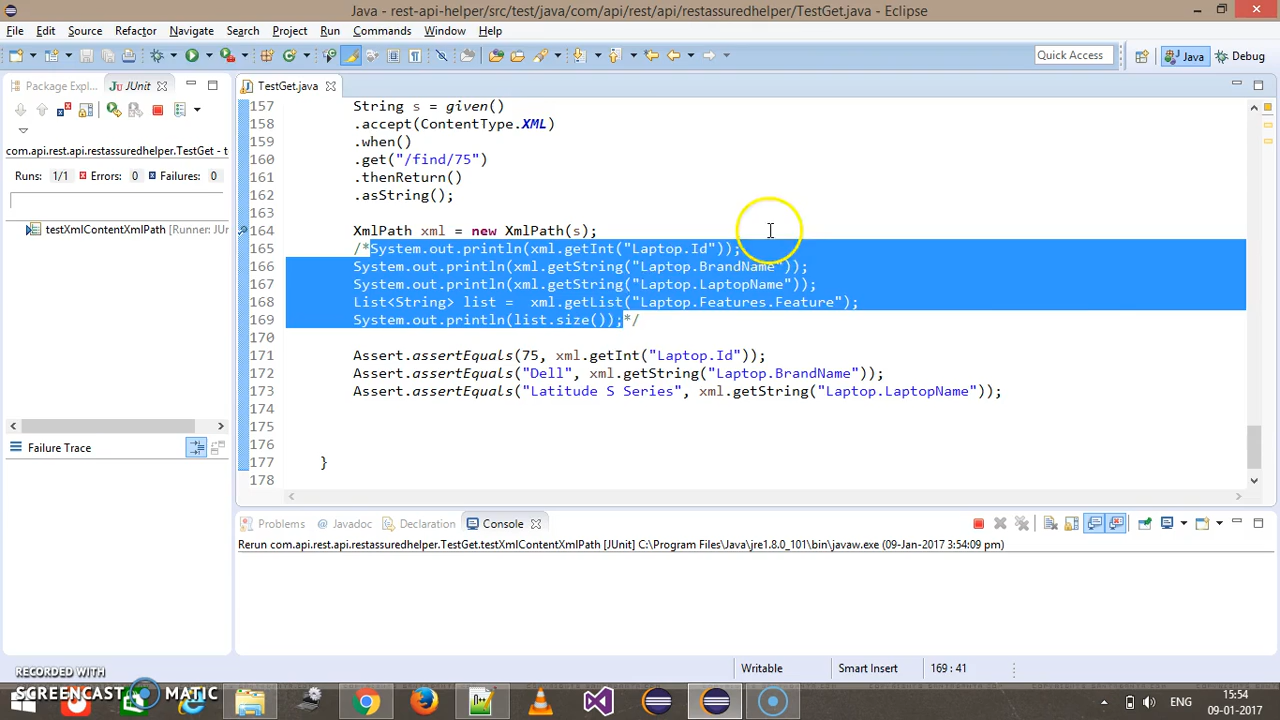 Java - rest-api-helper/src/test/java/com/api/rest/api/restassuredhelper/TestGet.java - Eclipse
File Edit Source Refactor Navigate Search Project Run Commands Window Help
Quick Access Java Debug
Package Expl... JUnit TestGet.java
157 String s = given()
158 .accept(ContentType.XML)
159 .when()
160 .get("/find/75")
161 .thenReturn()
162 .asString();
163
164 XmlPath xml = new XmlPath(s);
165 /*System.out.println(xml.getInt("Laptop.Id"));
166 System.out.println(xml.getString("Laptop.BrandName"));
167 System.out.println(xml.getString("Laptop.LaptopName"));
168 List<String> list = xml.getList("Laptop.Features.Feature");
169 System.out.println(list.size());*/
170
171 Assert.assertEquals(75, xml.getInt("Laptop.Id"));
172 Assert.assertEquals("Dell", xml.getString("Laptop.BrandName"));
173 Assert.assertEquals("Latitude S Series", xml.getString("Laptop.LaptopName"));
174
175
176
177 }
178
com.api.rest.api.restassuredhelper.TestGet - t
Runs: 1/1 Errors: 0 Failures: 0
testXmlContentXmlPath [Runner: JU
Failure Trace
Problems Javadoc Declaration Console
Rerun com.api.rest.api.restassuredhelper.TestGet.testXmlContentXmlPath [JUnit] C:\Program Files\Java\jre1.8.0_101\bin\javaw.exe (09-Jan-2017 3:54:09 pm)
Writable Smart Insert 169 : 41
RECORDED WITH
SCREENCAST MATIC
ENG
15:54
09-01-2017